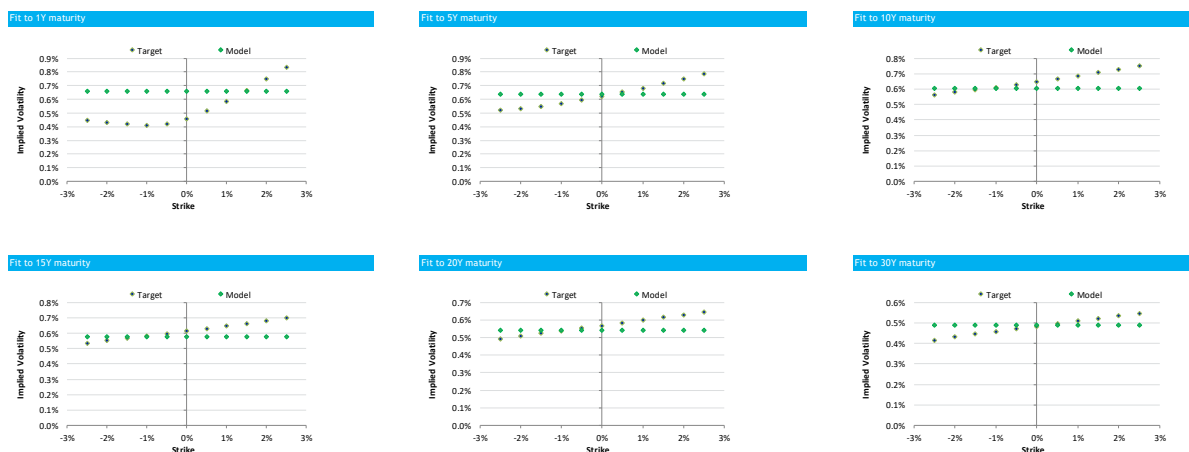 Fit to 1Y maturity
Target Model
Implied Volatility
0.9%
0.8%
0.7%
0.6%
0.5%
0.4%
0.3%
0.2%
0.1%
0.0%
-3% -2% -1% 0% 1% 2% 3%
Strike
Fit to 5Y maturity
Target Model
Implied Volatility
0.9%
0.8%
0.7%
0.6%
0.5%
0.4%
0.3%
0.2%
0.1%
0.0%
-3% -2% -1% 0% 1% 2% 3%
Strike
Fit to 10Y maturity
Target Model
Implied Volatility
0.8%
0.7%
0.6%
0.5%
0.4%
0.3%
0.2%
0.1%
0.0%
-3% -2% -1% 0% 1% 2% 3%
Strike
Fit to 15Y maturity
Target Model
Implied Volatility
0.8%
0.7%
0.6%
0.5%
0.4%
0.3%
0.2%
0.1%
0.0%
-3% -2% -1% 0% 1% 2% 3%
Strike
Fit to 20Y maturity
Target Model
Implied Volatility
0.7%
0.6%
0.5%
0.4%
0.3%
0.2%
0.1%
0.0%
-3% -2% -1% 0% 1% 2% 3%
Strike
Fit to 30Y maturity
Target Model
Implied Volatility
0.6%
0.5%
0.4%
0.3%
0.2%
0.1%
0.0%
-3% -2% -1% 0% 1% 2% 3%
Strike